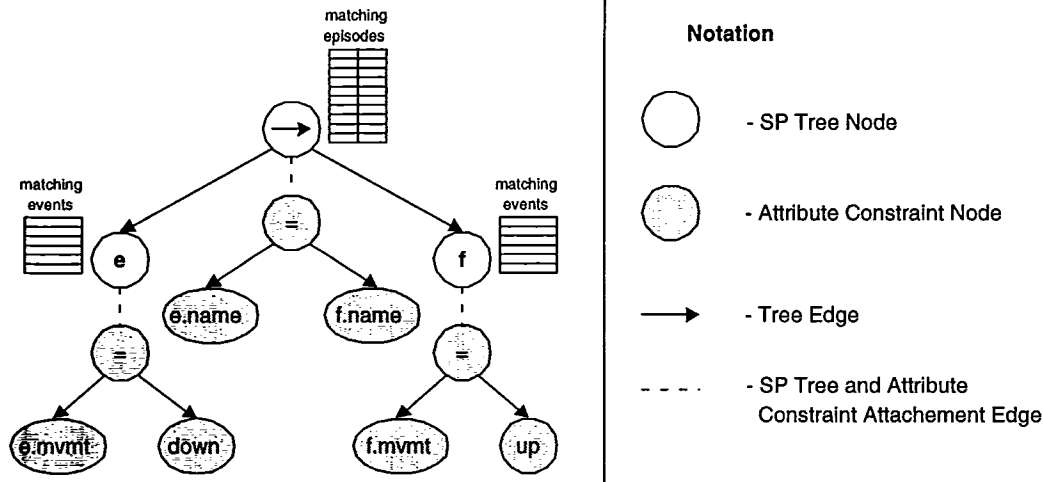 matching
episodes
Notation
- SP Tree Node
matching
events
matching
events
- Attribute Constraint Node
=
e
f
e.name
f.name
- Tree Edge
=
=
- SP Tree and Attribute
Constraint Attachement Edge
e.mvmt
down
f.mvmt
up